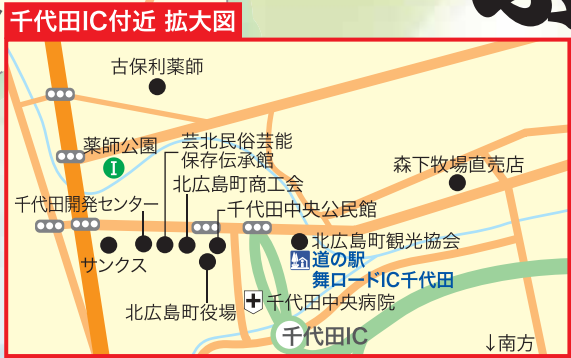 千代田IC付近 拡大図
古保利薬師
薬師公園
I
芸北民俗芸能
保存伝承館
北広島町商工会
森下牧場直売店
千代田開発センター
千代田中央公民館
サンクス
北広島町観光協会
道の駅
舞ロードIC千代田
北広島町役場
千代田中央病院
千代田IC
↓南方